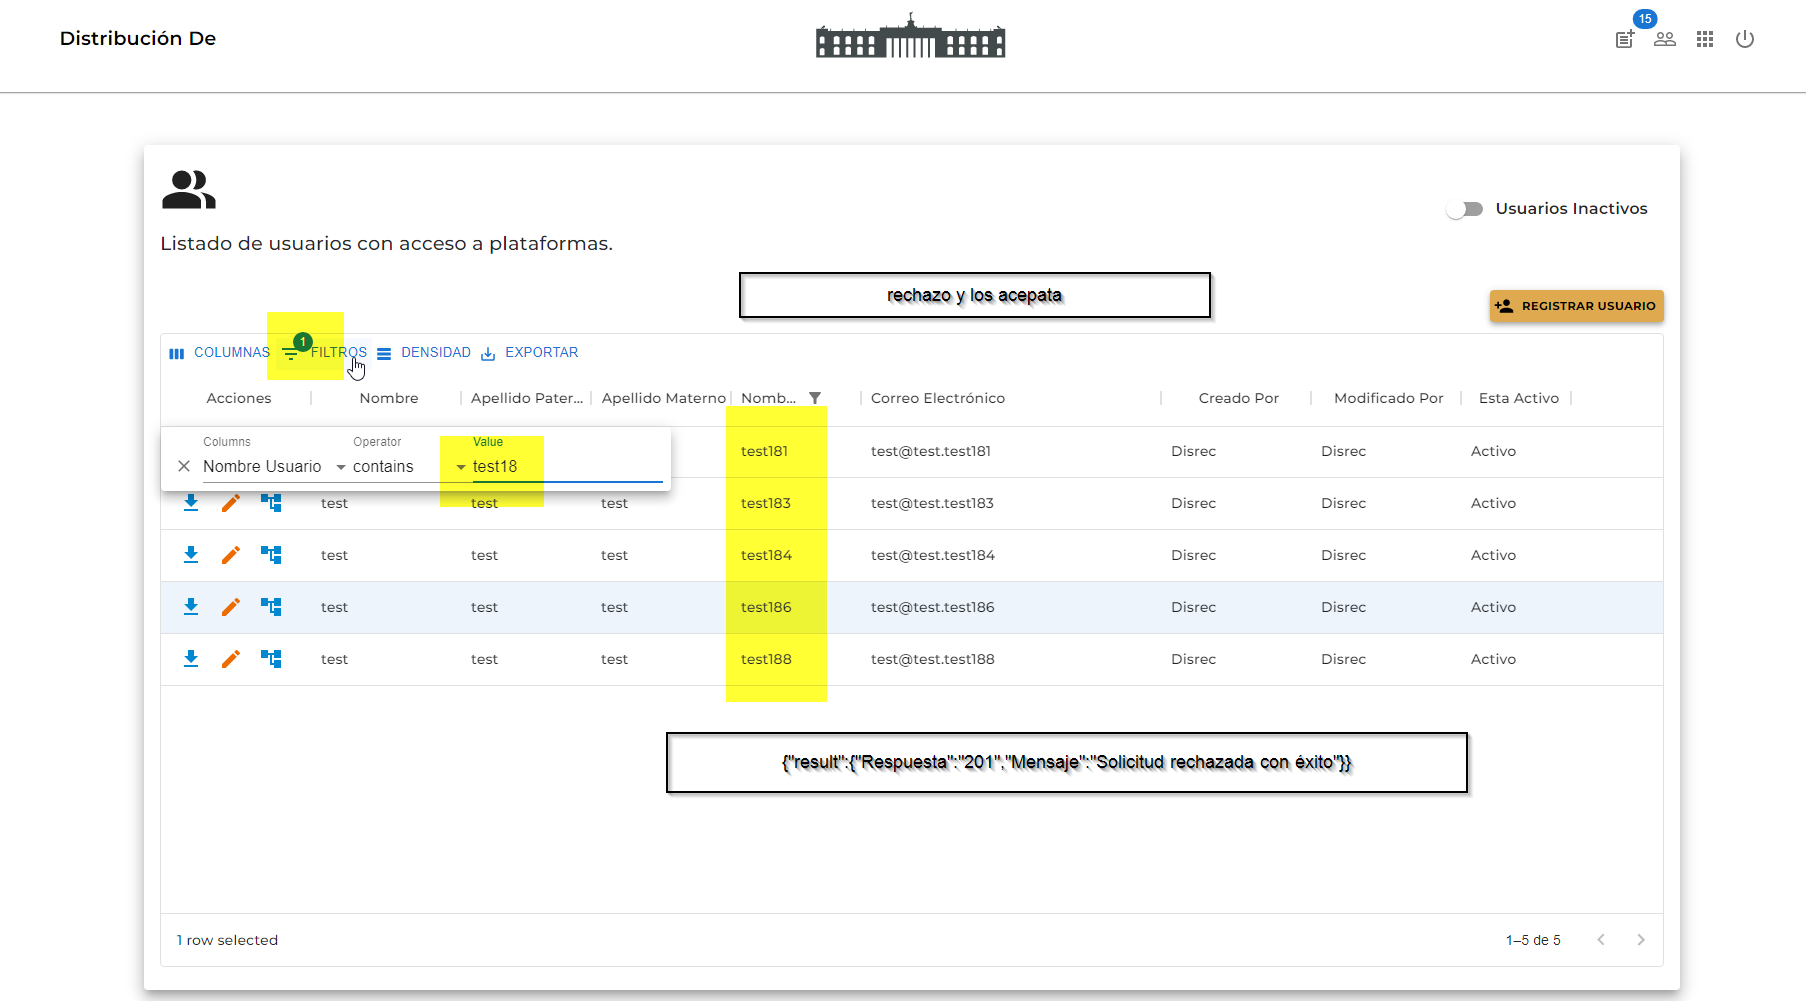 Distribución De
15
Usuarios Inactivos
Listado de usuarios con acceso a plataformas.
rechazo y los acepata
REGISTRAR USUARIO
COLUMNAS 1 FILTROS DENSIDAD EXPORTAR
Acciones Nombre Apellido Pater... Apellido Materno Nomb... Correo Electrónico Creado Por Modificado Por Esta Activo
Columns Operator Value
Nombre Usuario contains test18
test181 test@test.test181 Disrec Disrec Activo
test test test test183 test@test.test183 Disrec Disrec Activo
test test test test184 test@test.test184 Disrec Disrec Activo
test test test test186 test@test.test186 Disrec Disrec Activo
test test test test188 test@test.test188 Disrec Disrec Activo
{"result":{"Respuesta":"201","Mensaje":"Solicitud rechazada con éxito"}}
1 row selected 1–5 de 5